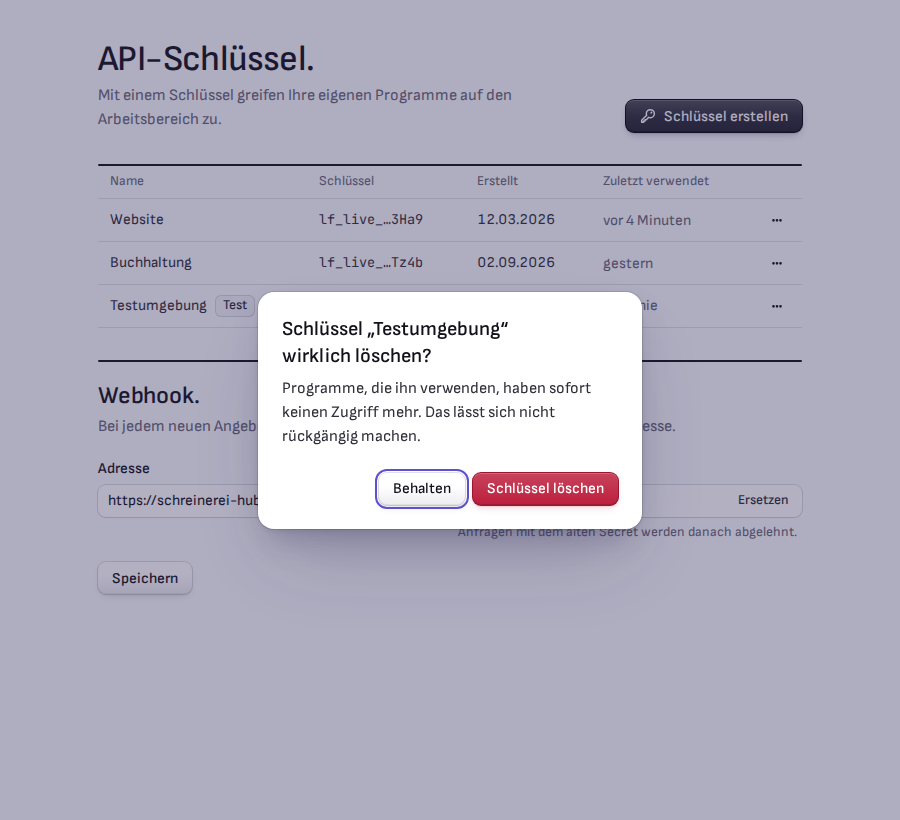 API-Schlüssel.
Mit einem Schlüssel greifen Ihre eigenen Programme auf den
Arbeitsbereich zu.
Schlüssel erstellen
Name Schlüssel Erstellt Zuletzt verwendet
Website lf_live_…3Ha9 12.03.2026 vor 4 Minuten
Buchhaltung lf_live_…Tz4b 02.09.2026 gestern
Testumgebung Test
Schlüssel „Testumgebung“
wirklich löschen?
Programme, die ihn verwenden, haben sofort
keinen Zugriff mehr. Das lässt sich nicht
rückgängig machen.
Behalten Schlüssel löschen
Webhook.
Bei jedem neuen
Adresse
https://schreinerei-hub Ersetzen
Anfragen mit dem alten Secret werden danach abgelehnt.
Speichern